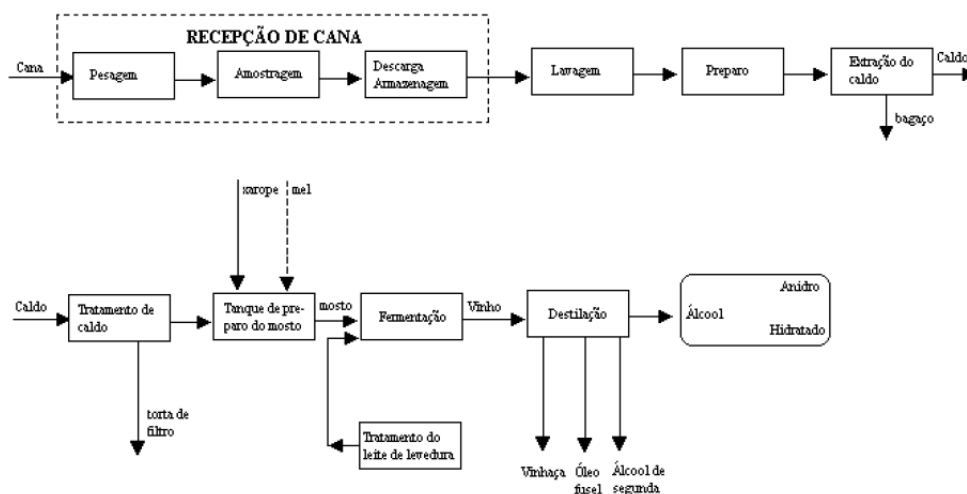 RECEPÇÃO DE CANA
Cana
Pesagem
Amostragem
Descarga
Armazenagem
Lavagem
Preparo
Extração do
caldo
Caldo
bagaço
xarope
mel
Caldo
Tratamento de
caldo
Tanque de pre-
paro do mosto
mosto
Fermentação
Vinho
Destilação
Álcool
Anidro
Hidratado
torta de
filtro
Tratamento do
leite de levedura
Vinhaça
Óleo
fusel
Álcool de
segunda